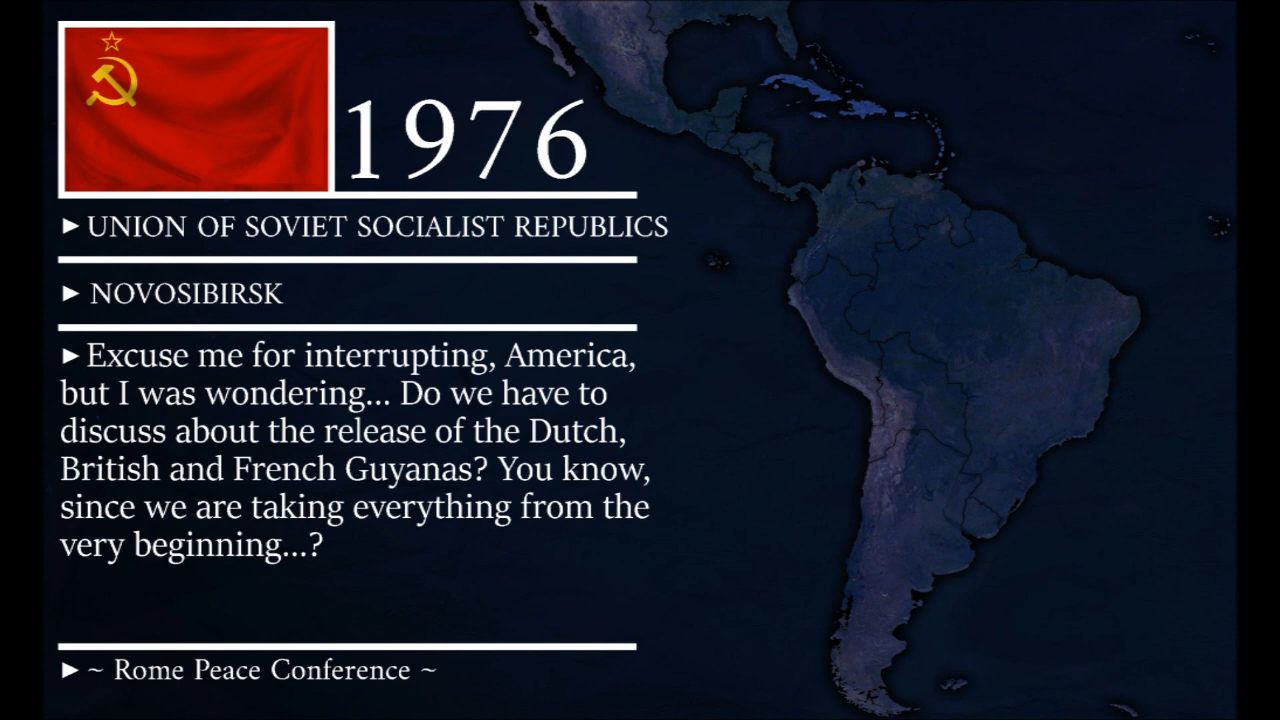 1976
►UNION OF SOVIET SOCIALIST REPUBLICS
► NOVOSIBIRSK
►Excuse me for interrupting, America,
but I was wondering... Do we have to
discuss about the release of the Dutch,
British and French Guyanas? You know,
since we are taking everything from the
very beginning...?
►~ Rome Peace Conference ~